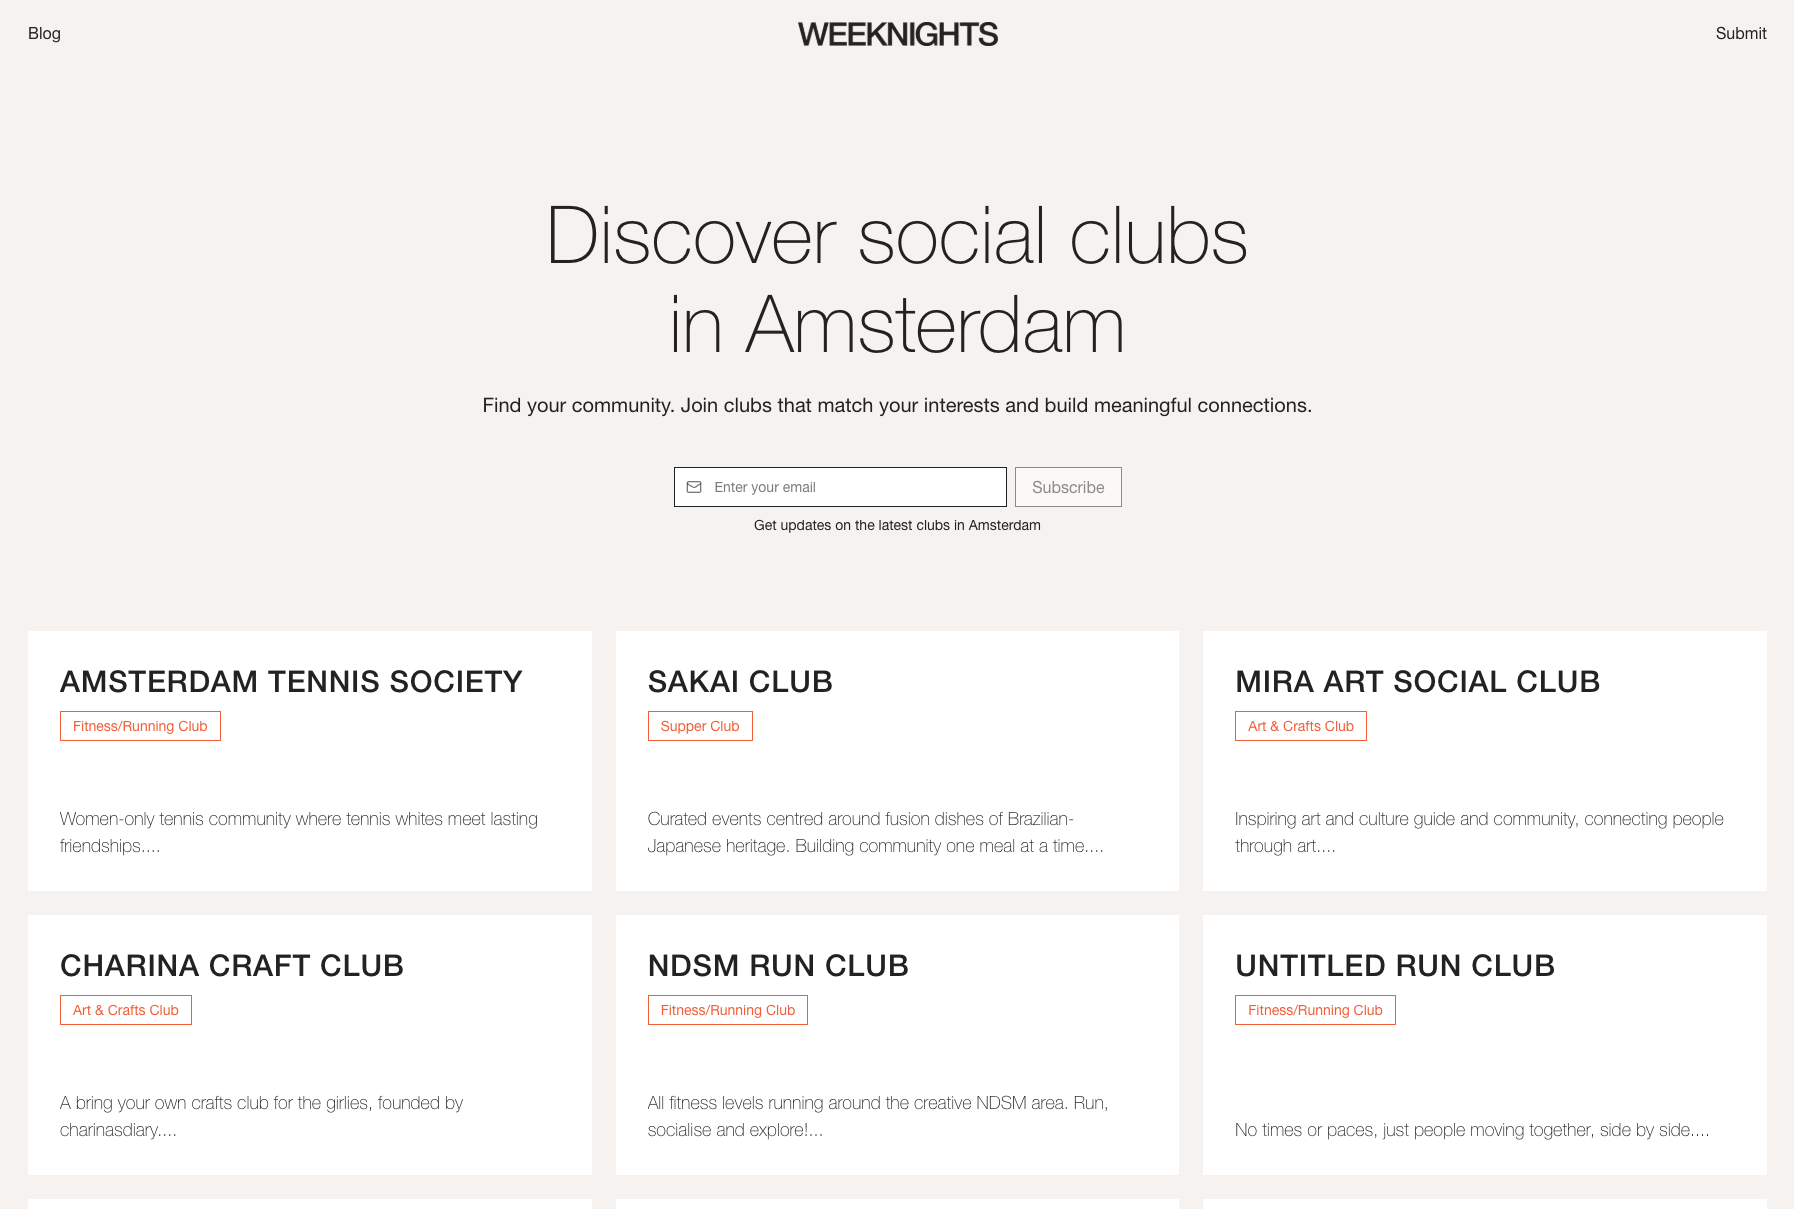 Blog
WEEKNIGHTS
Submit
Discover social clubs
in Amsterdam
Find your community. Join clubs that match your interests and build meaningful connections.
Enter your email
Subscribe
Get updates on the latest clubs in Amsterdam
AMSTERDAM TENNIS SOCIETY
Fitness/Running Club
Women-only tennis community where tennis whites meet lasting
friendships....
SAKAI CLUB
Supper Club
Curated events centred around fusion dishes of Brazilian-
Japanese heritage. Building community one meal at a time....
MIRA ART SOCIAL CLUB
Art & Crafts Club
Inspiring art and culture guide and community, connecting people
through art....
CHARINA CRAFT CLUB
Art & Crafts Club
A bring your own crafts club for the girlies, founded by
charinasdiary....
NDSM RUN CLUB
Fitness/Running Club
All fitness levels running around the creative NDSM area. Run,
socialise and explore!...
UNTITLED RUN CLUB
Fitness/Running Club
No times or paces, just people moving together, side by side....